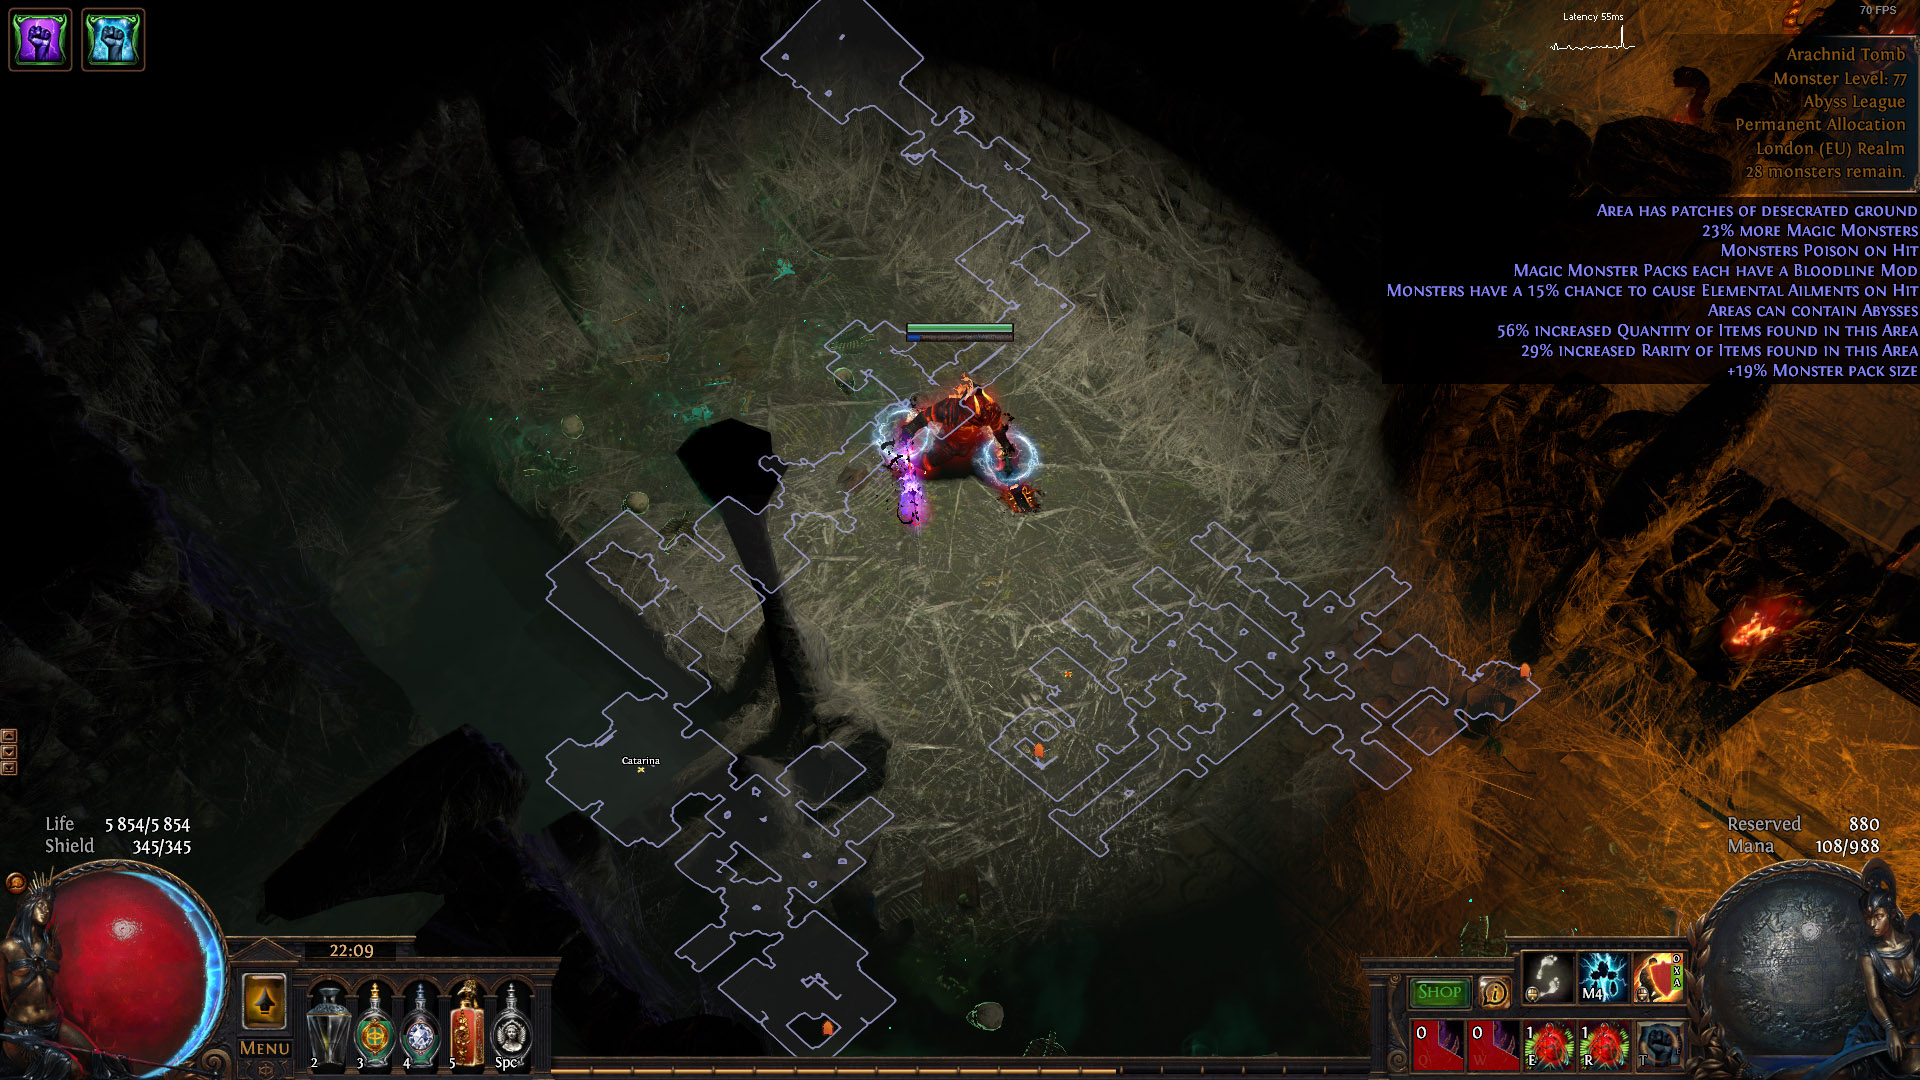 Latency 55ms
70 FPS
Arachnid Tomb
Monster Level: 77
Abyss League
Permanent Allocation
London (EU) Realm
28 monsters remain.
Area has patches of desecrated ground
23% more Magic Monsters
Monsters Poison on Hit
Magic Monster Packs each have a Bloodline Mod
Monsters have a 15% chance to cause Elemental Ailments on Hit
Areas can contain Abysses
56% increased Quantity of Items found in this Area
29% increased Rarity of Items found in this Area
+19% Monster pack size
Catarina
Life 5 854/5 854
Shield 345/345
Reserved 880
Mana 108/988
22:09
Menu
2 3 4 5 Spc
Shop
M4
O
X
A
0 0 1 1
Q W E R T